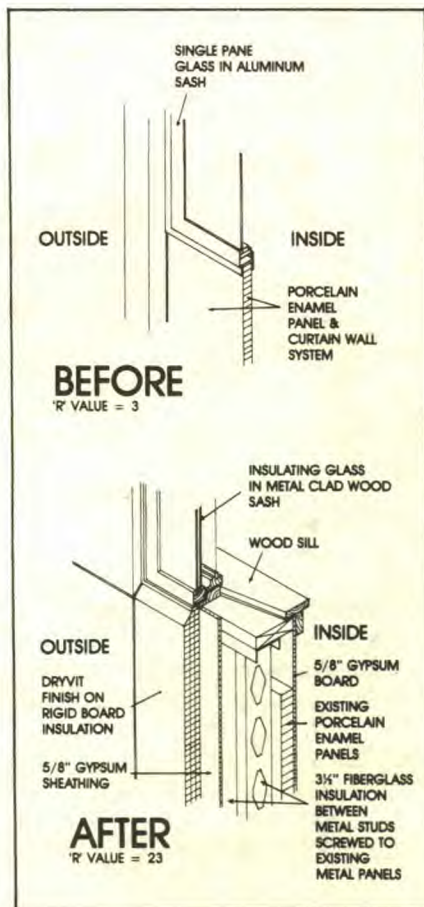 SINGLE PANE
GLASS IN ALUMINUM
SASH
OUTSIDE
INSIDE
PORCELAIN
ENAMEL
PANEL &
CURTAIN WALL
SYSTEM
BEFORE
'R' VALUE = 3
INSULATING GLASS
IN METAL CLAD WOOD
SASH
WOOD SILL
OUTSIDE
INSIDE
DRYVIT
FINISH ON
RIGID BOARD
INSULATION
5/8" GYPSUM
SHEATHING
5/8" GYPSUM
BOARD
EXISTING
PORCELAIN
ENAMEL
PANELS
3½" FIBERGLASS
INSULATION
BETWEEN
METAL STUDS
SCREWED TO
EXISTING
METAL PANELS
AFTER
'R' VALUE = 23